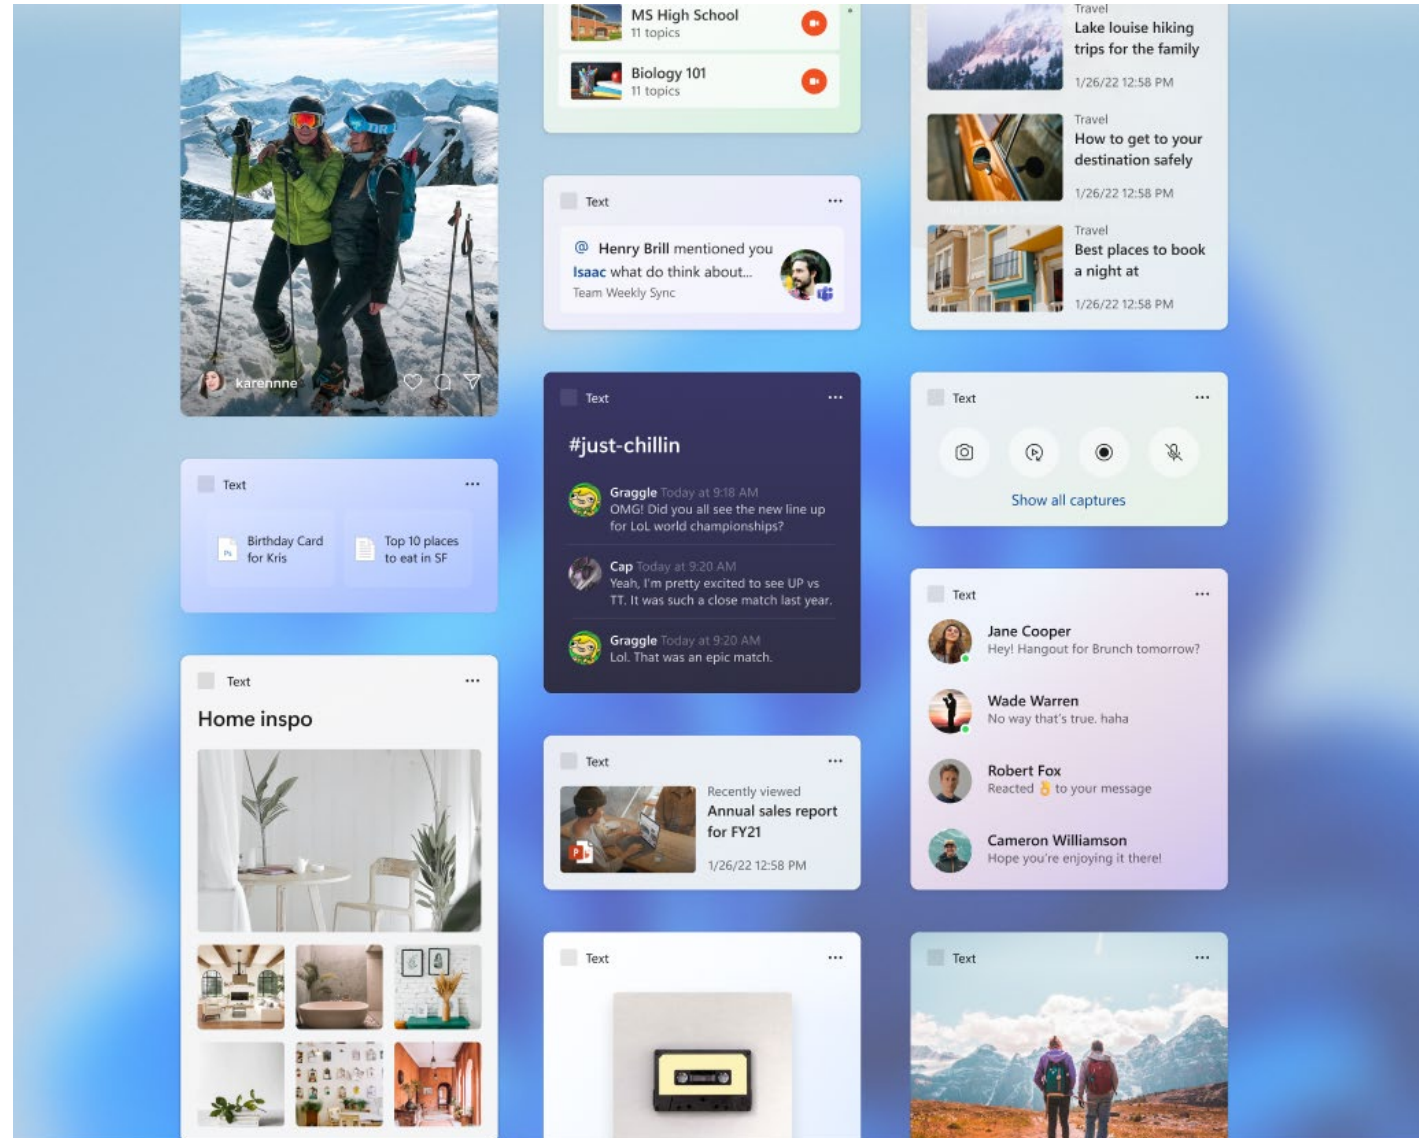 karennne
Text
Birthday Card
for Kris
Top 10 places
to eat in SF
Text
Home inspo
MS High School
11 topics
Biology 101
11 topics
Text
@ Henry Brill mentioned you
Isaac what do think about...
Team Weekly Sync
Text
#just-chillin
Graggle Today at 9:18 AM
OMG! Did you all see the new line up
for LoL world championships?
Cap Today at 9:20 AM
Yeah, I'm pretty excited to see UP vs
TT. It was such a close match last year.
Graggle Today at 9:20 AM
Lol. That was an epic match.
Text
Recently viewed
Annual sales report
for FY21
1/26/22 12:58 PM
Text
Travel
Lake louise hiking
trips for the family
1/26/22 12:58 PM
Travel
How to get to your
destination safely
1/26/22 12:58 PM
Travel
Best places to book
a night at
1/26/22 12:58 PM
Text
Show all captures
Text
Jane Cooper
Hey! Hangout for Brunch tomorrow?
Wade Warren
No way that's true. haha
Robert Fox
Reacted 👌 to your message
Cameron Williamson
Hope you're enjoying it there!
Text